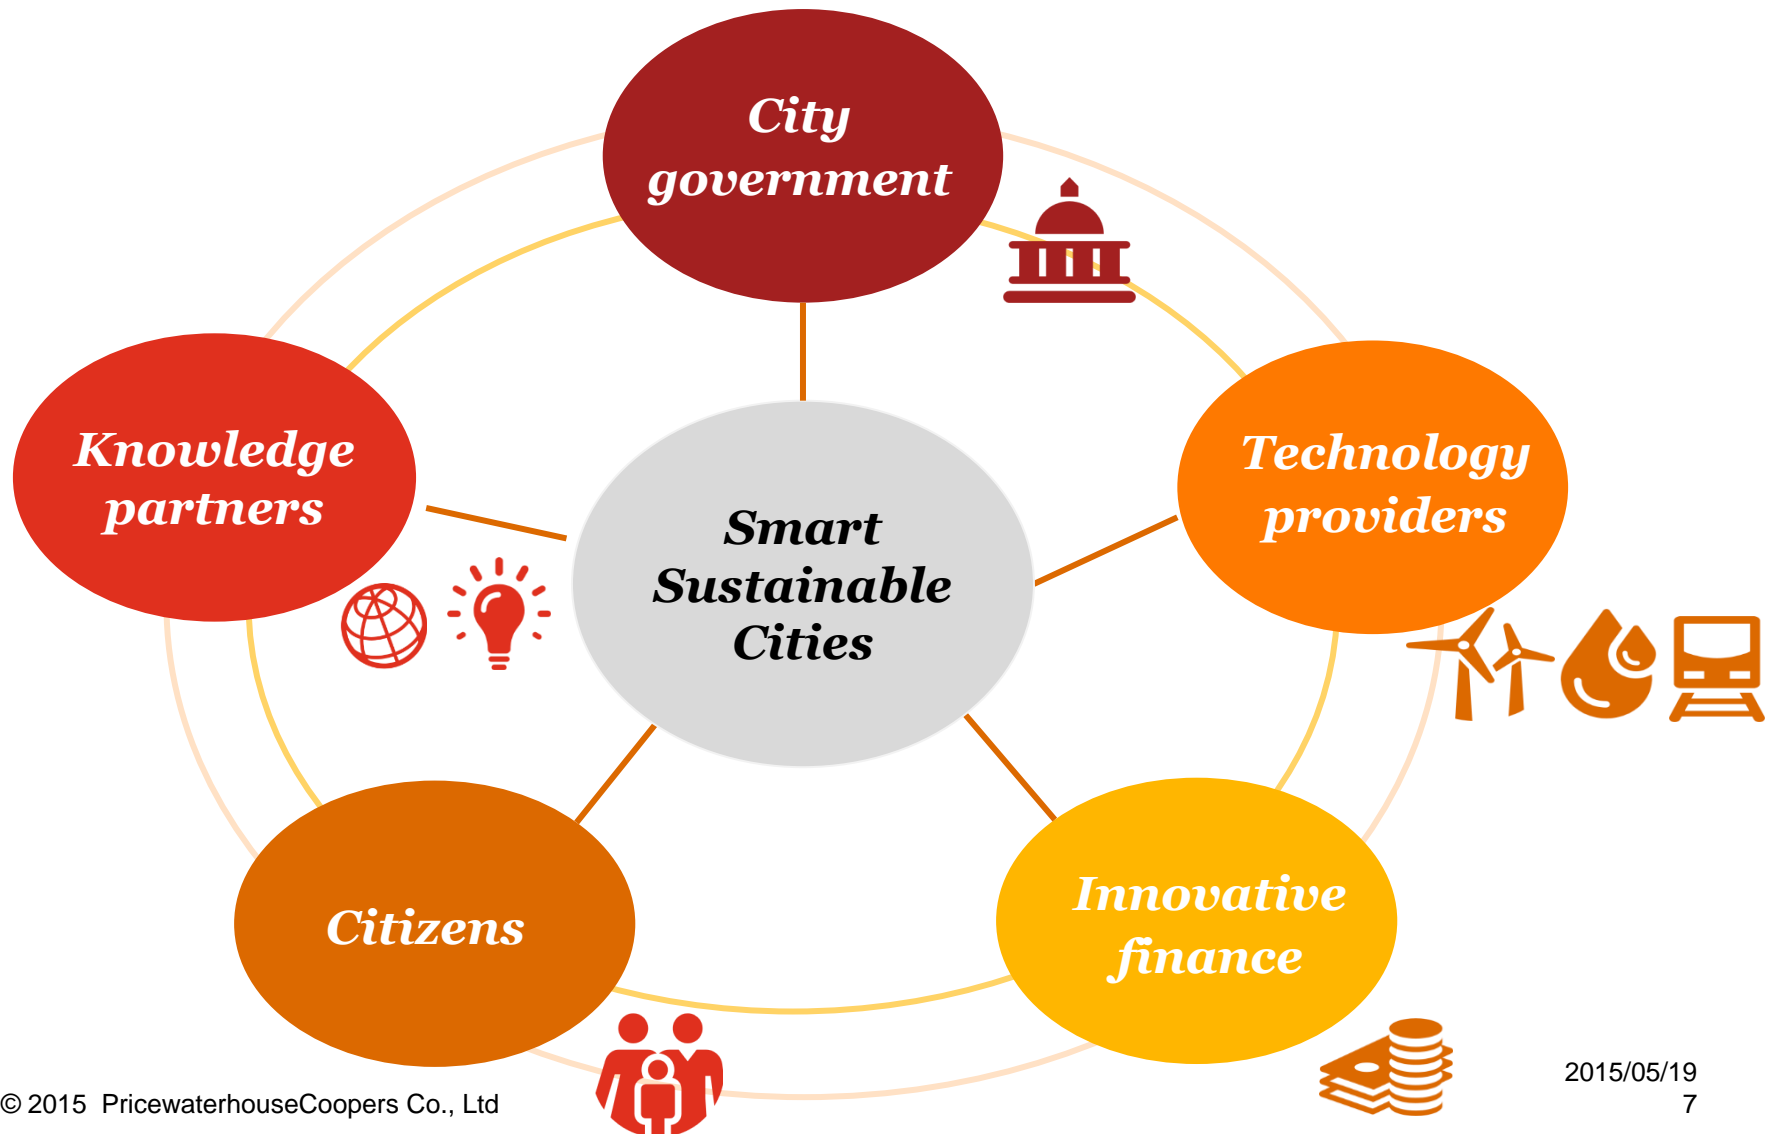 City
government
Knowledge
partners
Technology
providers
Smart
Sustainable
Cities
Citizens
Innovative
finance
© 2015 PricewaterhouseCoopers Co., Ltd
2015/05/19
7